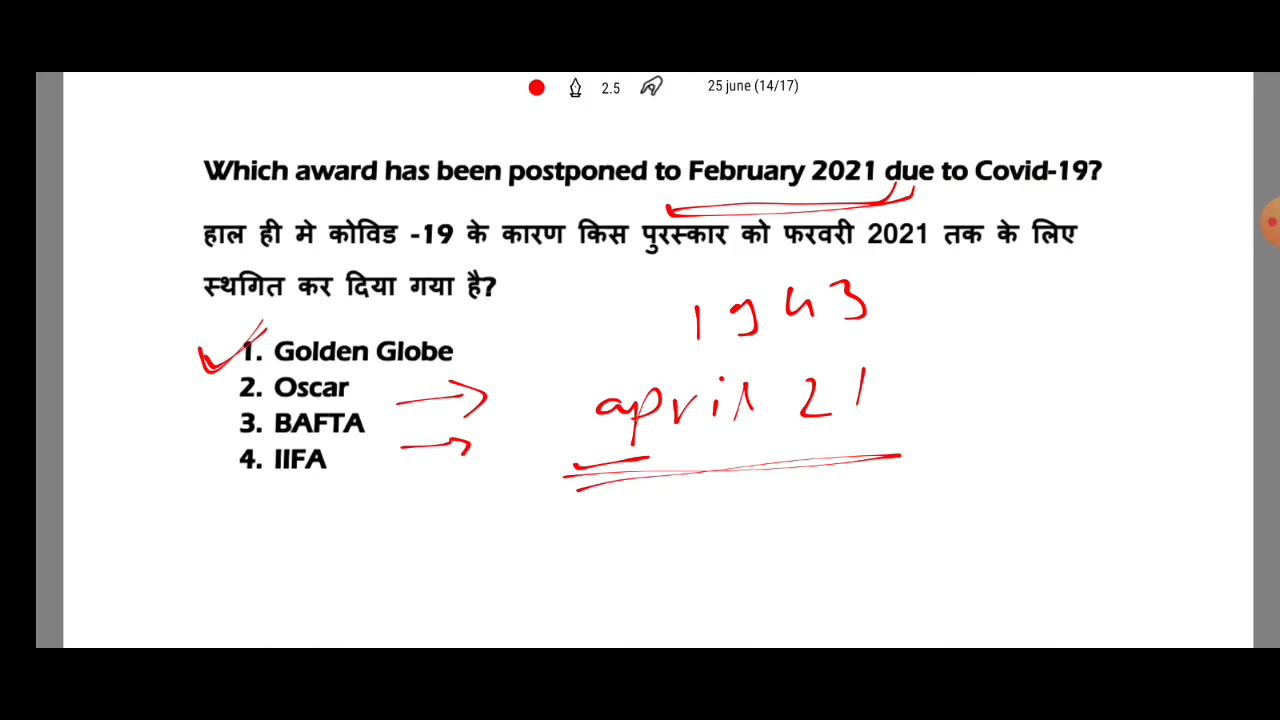 2.5 25 june (14/17)
Which award has been postponed to February 2021 due to Covid-19?
हाल ही मे कोविड -19 के कारण किस पुरस्कार को फरवरी 2021 तक के लिए
स्थगित कर दिया गया है?
1943
1. Golden Globe
2. Oscar
april 21
3. BAFTA
4. IIFA